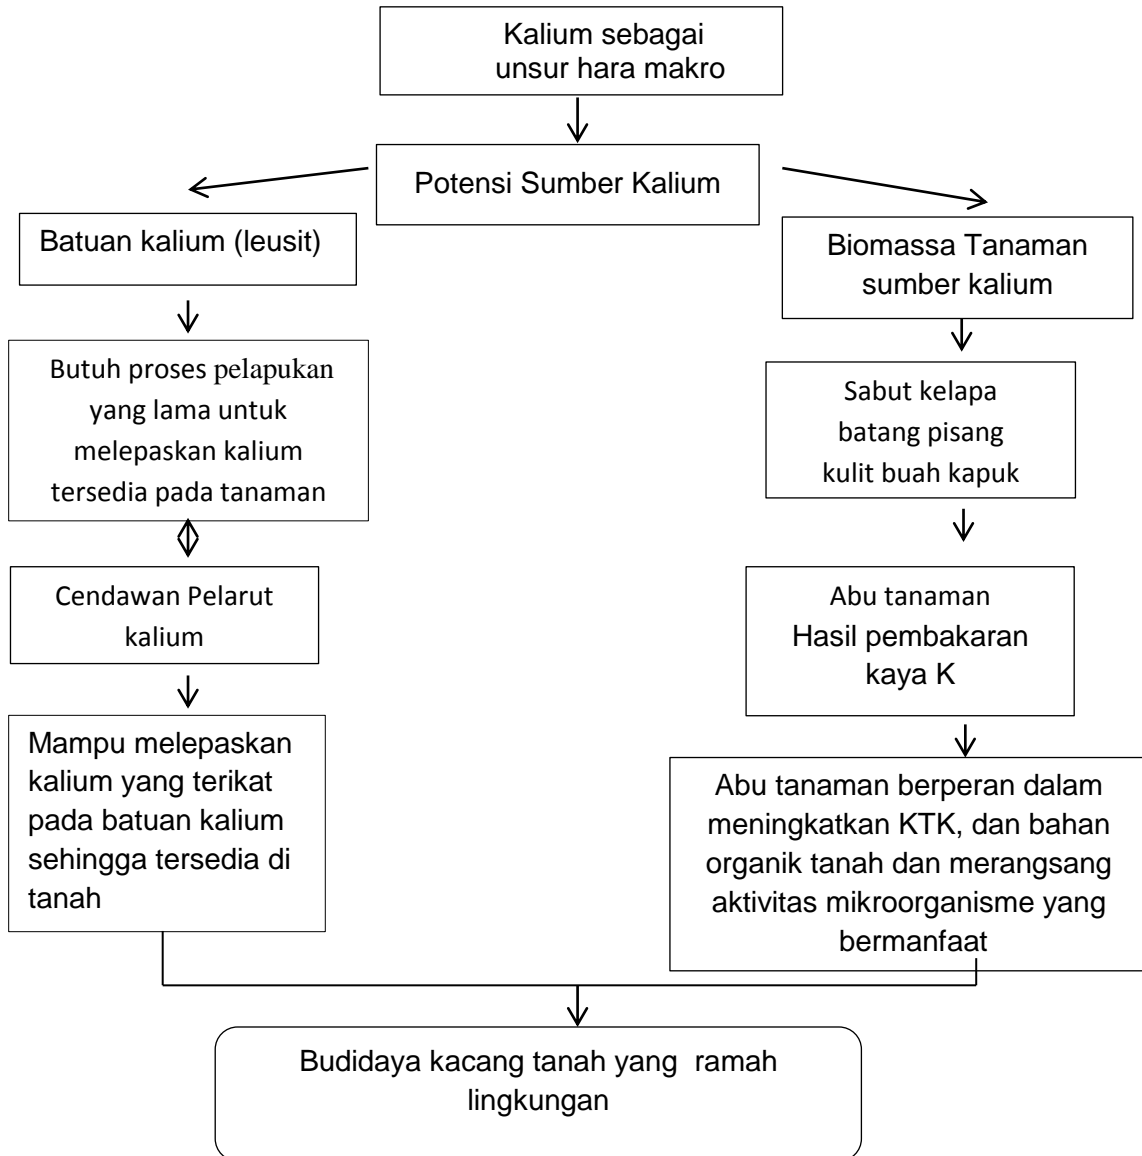 Kalium sebagai
unsur hara makro
Potensi Sumber Kalium
Batuan kalium (leusit)
Butuh proses pelapukan
yang lama untuk
melepaskan kalium
tersedia pada tanaman
Cendawan Pelarut
kalium
Mampu melepaskan
kalium yang terikat
pada batuan kalium
sehingga tersedia di
tanah
Biomassa Tanaman
sumber kalium
Sabut kelapa
batang pisang
kulit buah kapuk
Abu tanaman
Hasil pembakaran
kaya K
Abu tanaman berperan dalam
meningkatkan KTK, dan bahan
organik tanah dan merangsang
aktivitas mikroorganisme yang
bermanfaat
Budidaya kacang tanah yang ramah
lingkungan